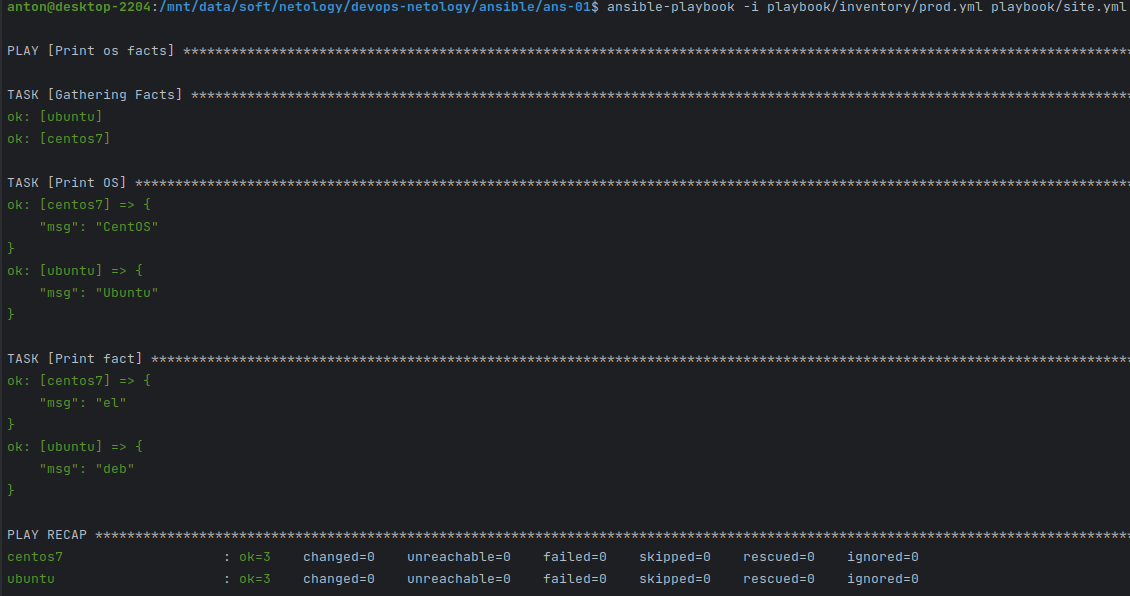 anton@desktop-2204:/mnt/data/soft/netology/devops-netology/ansible/ans-01$ ansible-playbook -i playbook/inventory/prod.yml playbook/site.yml
PLAY [Print os facts] **********************************************************************************************************************
TASK [Gathering Facts] *********************************************************************************************************************
ok: [ubuntu]
ok: [centos7]
TASK [Print OS] ****************************************************************************************************************************
ok: [centos7] => {
    "msg": "CentOS"
}
ok: [ubuntu] => {
    "msg": "Ubuntu"
}
TASK [Print fact] **************************************************************************************************************************
ok: [centos7] => {
    "msg": "el"
}
ok: [ubuntu] => {
    "msg": "deb"
}
PLAY RECAP *********************************************************************************************************************************
centos7                    : ok=3    changed=0    unreachable=0    failed=0    skipped=0    rescued=0    ignored=0
ubuntu                     : ok=3    changed=0    unreachable=0    failed=0    skipped=0    rescued=0    ignored=0